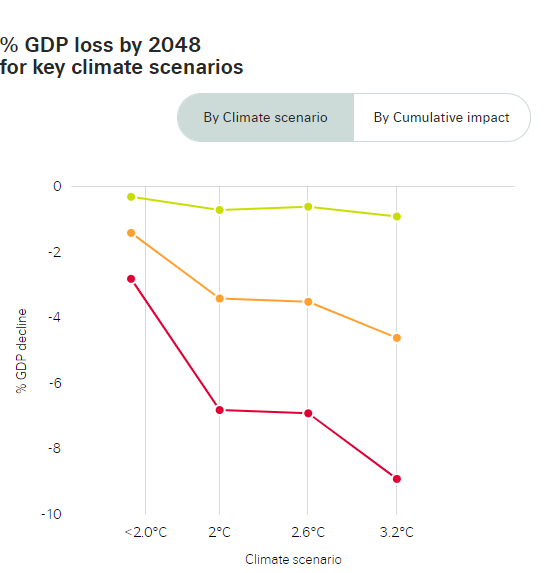 % GDP loss by 2048
for key climate scenarios
By Climate scenario
By Cumulative impact
0
-2
-4
-6
-8
-10
% GDP decline
<2.0°C
2°C
2.6°C
3.2°C
Climate scenario